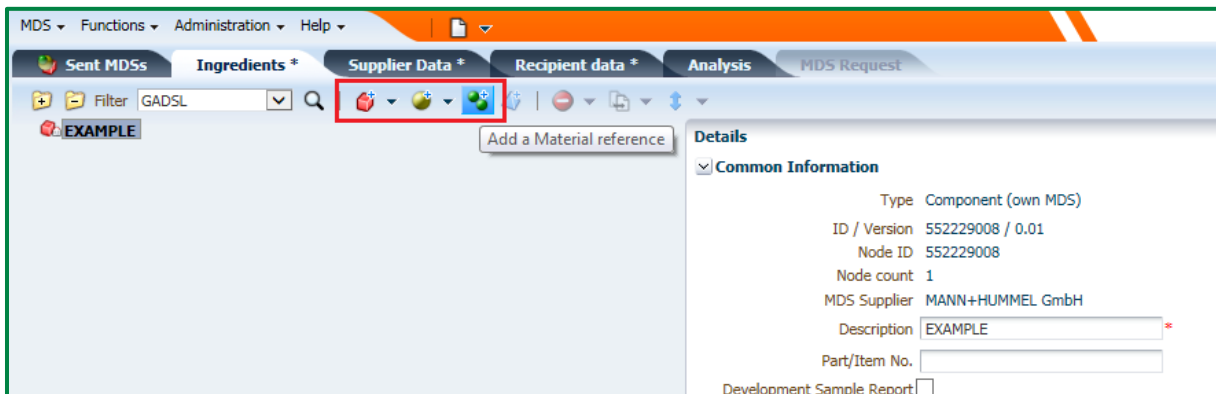 MDS Functions Administration Help
Sent MDSs Ingredients * Supplier Data * Recipient data * Analysis MDS Request
Filter GADSL
EXAMPLE
Add a Material reference
Details
Common Information
Type Component (own MDS)
ID / Version 552229008 / 0.01
Node ID 552229008
Node count 1
MDS Supplier MANN+HUMMEL GmbH
Description EXAMPLE *
Part/Item No.
Development Sample Report